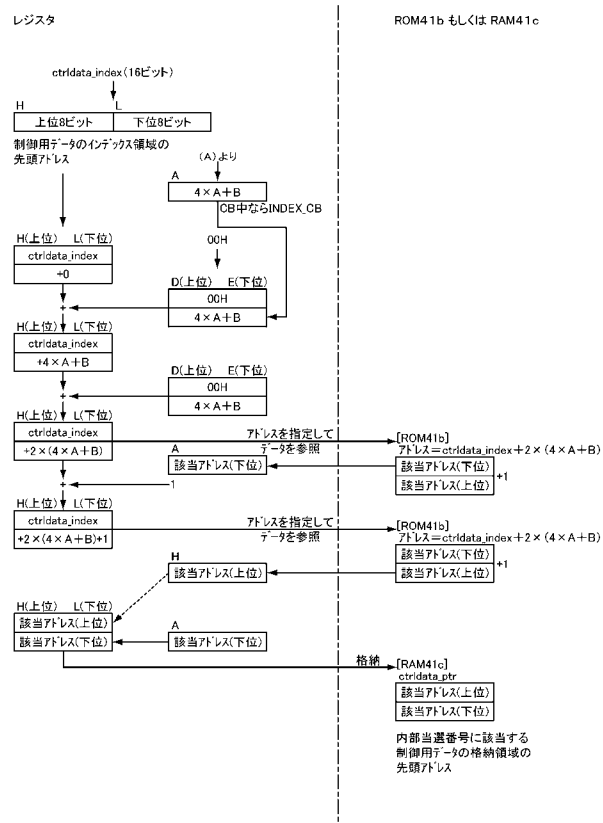 レジスタ
ROM41b もしくは RAM41c
ctrldata_index(16ビット)
H
L
上位8ビット
下位8ビット
制御用データのインデックス領域の
先頭アドレス
(A)より
A
4×A+B
CB中ならINDEX_CB
00H
H(上位) L(下位)
ctrldata_index
+0
D(上位) E(下位)
00H
4×A+B
+
H(上位) L(下位)
ctrldata_index
+4×A+B
D(上位) E(下位)
00H
4×A+B
+
H(上位) L(下位)
ctrldata_index
+2×(4×A+B)
アドレスを指定して
データを参照
[ROM41b]
アドレス=ctrldata_index+2×(4×A+B)
A
該当アドレス(下位)
該当アドレス(下位)
該当アドレス(上位)
+1
+
1
H(上位) L(下位)
ctrldata_index
+2×(4×A+B)+1
アドレスを指定して
データを参照
[ROM41b]
アドレス=ctrldata_index+2×(4×A+B)
H
該当アドレス(上位)
該当アドレス(下位)
該当アドレス(上位)
+1
H(上位) L(下位)
該当アドレス(上位)
該当アドレス(下位)
A
該当アドレス(下位)
格納
[RAM41c]
ctrldata_ptr
該当アドレス(上位)
該当アドレス(下位)
内部当選番号に該当する
制御用データの格納領域の
先頭アドレス